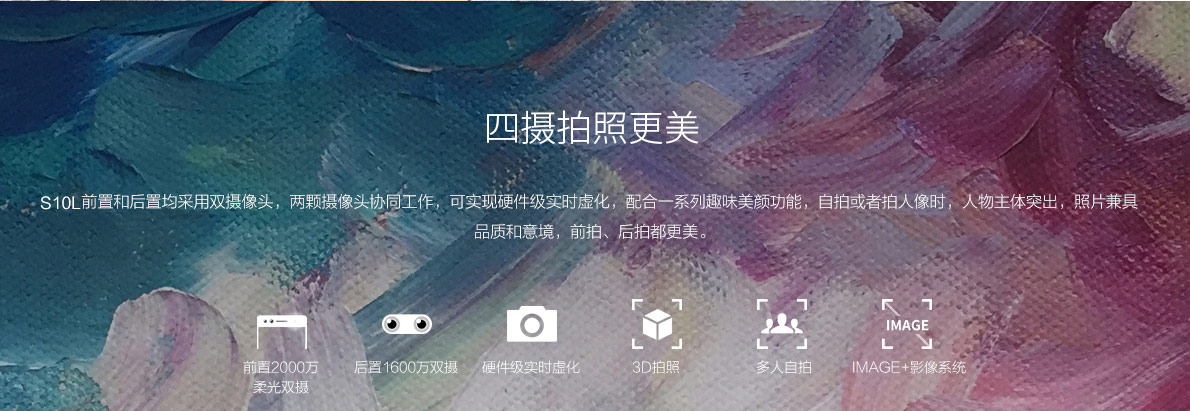 四摄拍照更美
S10L前置和后置均采用双摄像头，两颗摄像头协同工作，可实现硬件级实时虚化，配合一系列趣味美颜功能，自拍或者拍人像时，人物主体突出，照片兼具
品质和意境，前拍、后拍都更美。
IMAGE
前置2000万
柔光双摄
后置1600万双摄
硬件级实时虚化
3D拍照
多人自拍
IMAGE+影像系统